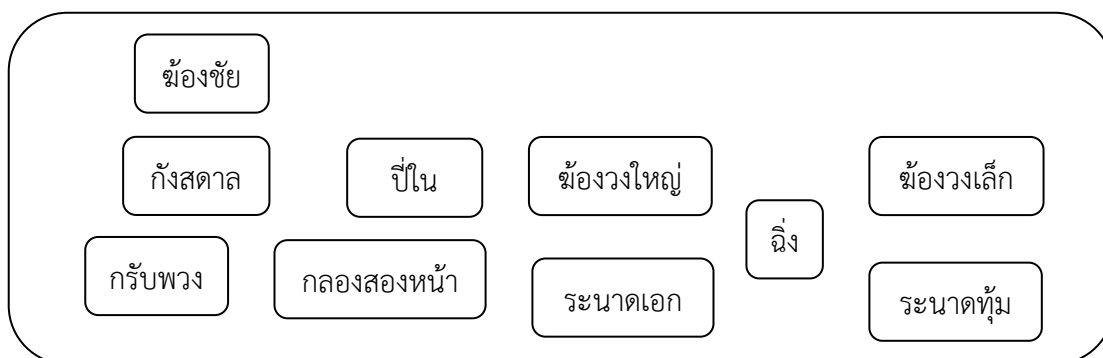 ฆ้องชัย
กังสดาล
ปี่ใน
ฆ้องวงใหญ่
ฆ้องวงเล็ก
ฉิ่ง
กรับพวง
กลองสองหน้า
ระนาดเอก
ระนาดทุ้ม